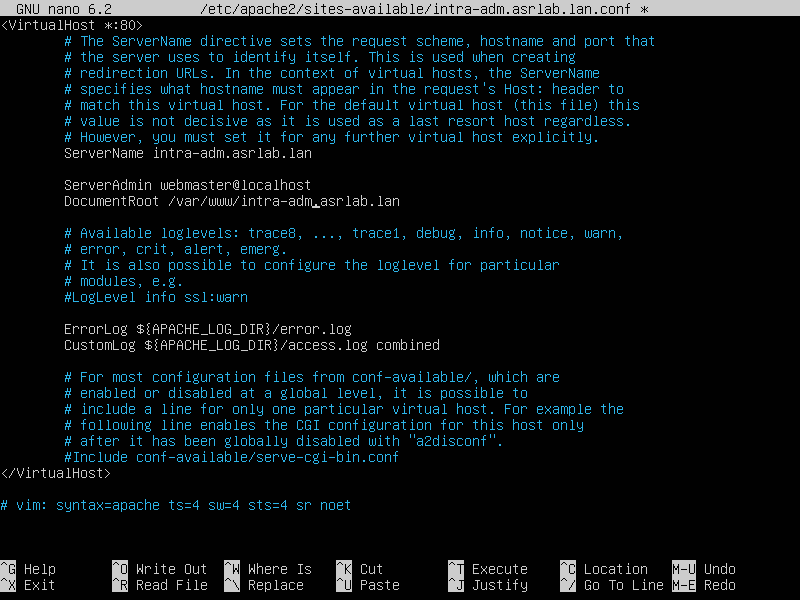 GNU nano 6.2 /etc/apache2/sites-available/intra-adm.asrlab.lan.conf *
<VirtualHost *:80>
# The ServerName directive sets the request scheme, hostname and port that
# the server uses to identify itself. This is used when creating
# redirection URLs. In the context of virtual hosts, the ServerName
# specifies what hostname must appear in the request's Host: header to
# match this virtual host. For the default virtual host (this file) this
# value is not decisive as it is used as a last resort host regardless.
# However, you must set it for any further virtual host explicitly.
ServerName intra-adm.asrlab.lan
ServerAdmin webmaster@localhost
DocumentRoot /var/www/intra-adm.asrlab.lan
# Available loglevels: trace8, ..., trace1, debug, info, notice, warn,
# error, crit, alert, emerg.
# It is also possible to configure the loglevel for particular
# modules, e.g.
#LogLevel info ssl:warn
ErrorLog ${APACHE_LOG_DIR}/error.log
CustomLog ${APACHE_LOG_DIR}/access.log combined
# For most configuration files from conf-available/, which are
# enabled or disabled at a global level, it is possible to
# include a line for only one particular virtual host. For example the
# following line enables the CGI configuration for this host only
# after it has been globally disabled with "a2disconf".
#Include conf-available/serve-cgi-bin.conf
</VirtualHost>
# vim: syntax=apache ts=4 sw=4 sts=4 sr noet
^G Help ^O Write Out ^W Where Is ^K Cut ^T Execute ^C Location M-U Undo
^X Exit ^R Read File ^\ Replace ^U Paste ^J Justify ^/ Go To Line M-E Redo